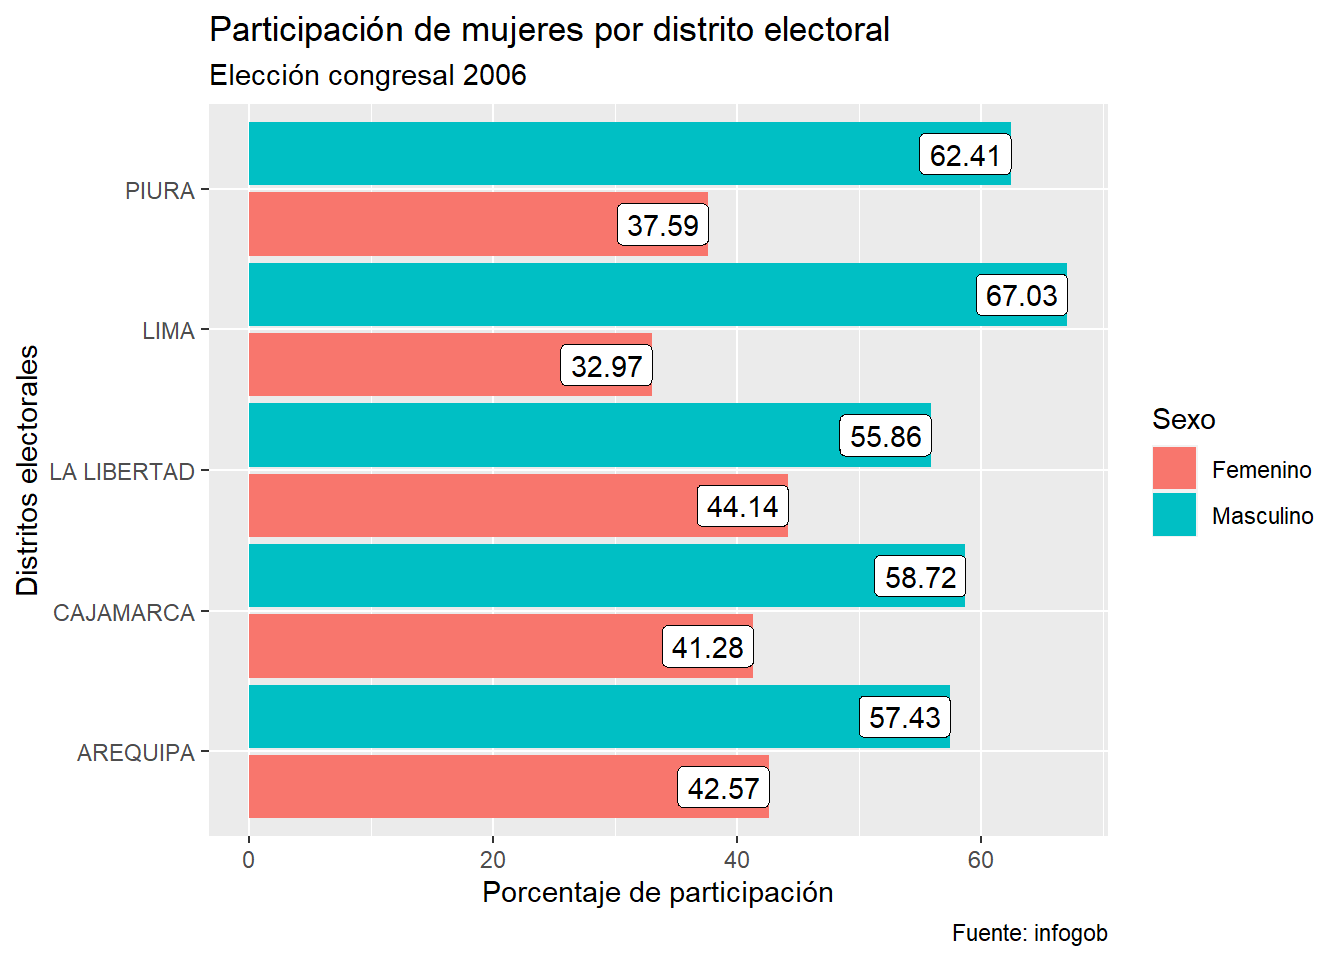 Participación de mujeres por distrito electoral
Elección congresal 2006
Distritos electorales
PIURA
62.41
37.59
LIMA
67.03
32.97
LA LIBERTAD
55.86
44.14
CAJAMARCA
58.72
41.28
AREQUIPA
57.43
42.57
0 20 40 60
Porcentaje de participación
Sexo
Femenino
Masculino
Fuente: infogob